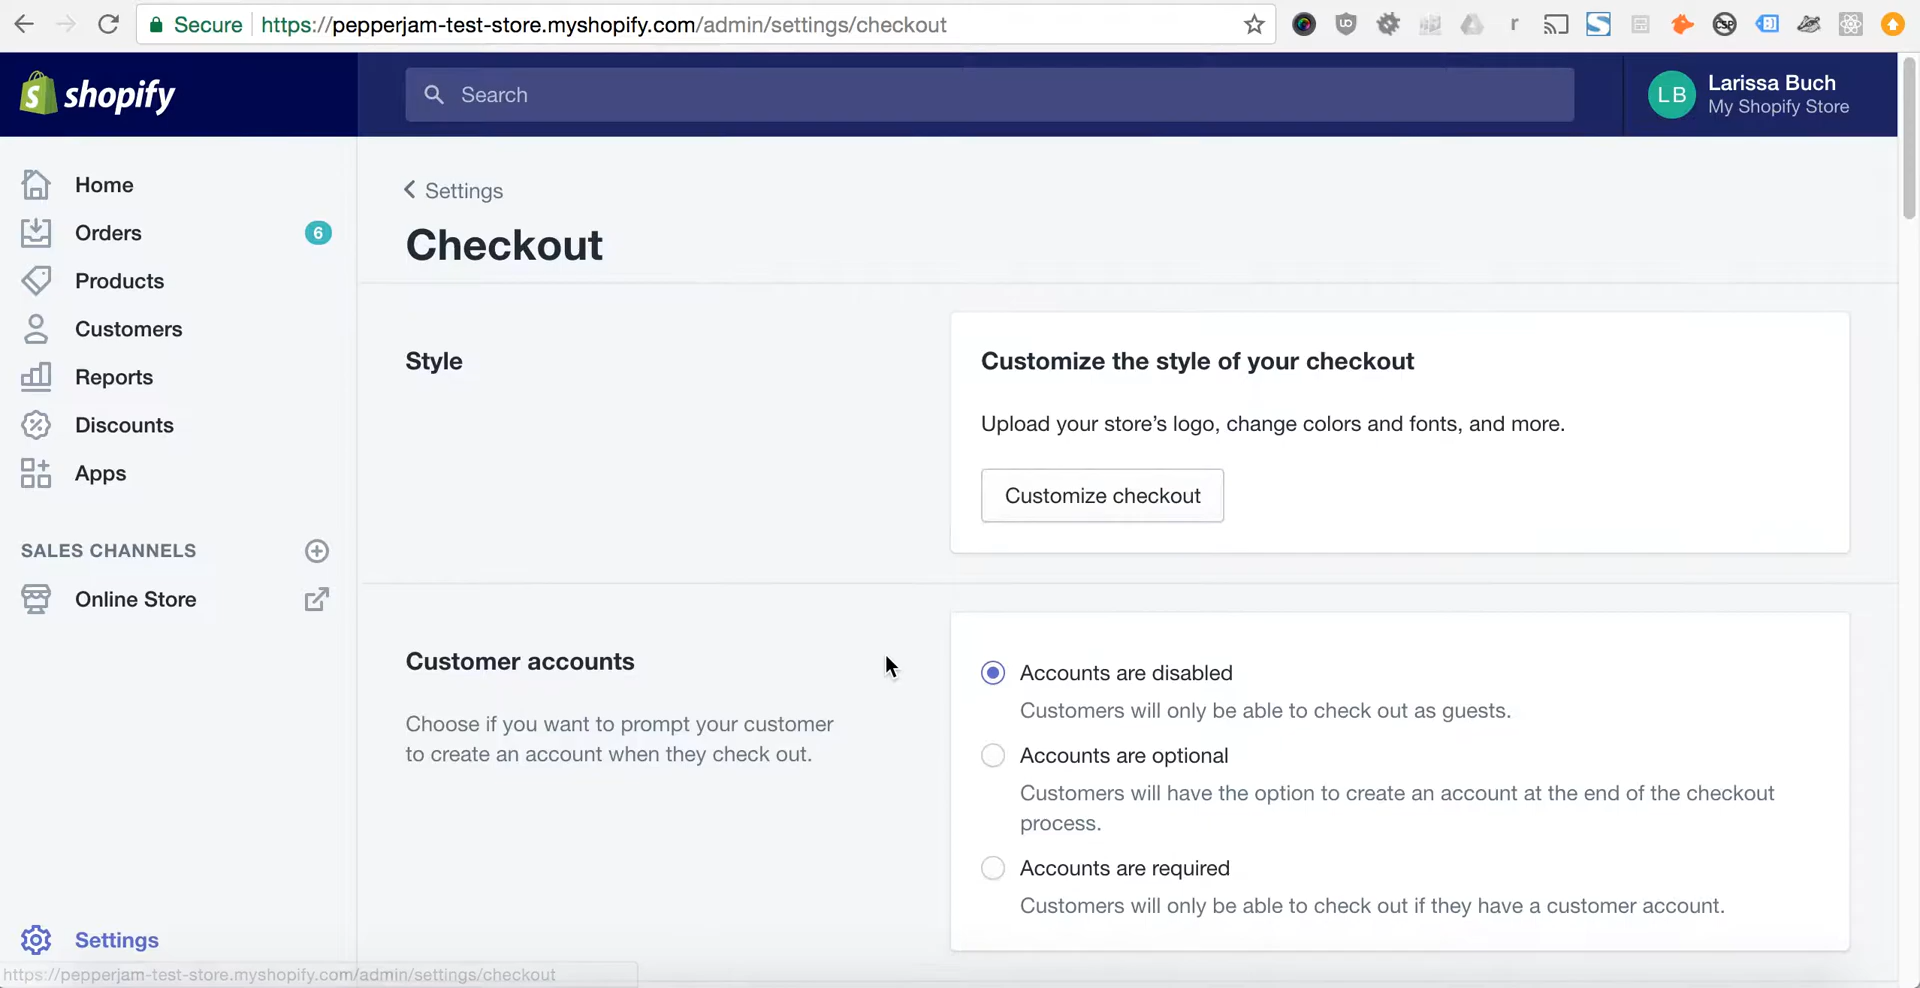 Secure https://pepperjam-test-store.myshopify.com/admin/settings/checkout
shopify
Search
LB
Larissa Buch
My Shopify Store
Home
Orders 6
Products
Customers
Reports
Discounts
Apps
SALES CHANNELS
Online Store
Settings
Settings
Checkout
Style
Customize the style of your checkout
Upload your store’s logo, change colors and fonts, and more.
Customize checkout
Customer accounts
Choose if you want to prompt your customer
to create an account when they check out.
Accounts are disabled
Customers will only be able to check out as guests.
Accounts are optional
Customers will have the option to create an account at the end of the checkout
process.
Accounts are required
Customers will only be able to check out if they have a customer account.
https://pepperjam-test-store.myshopify.com/admin/settings/checkout